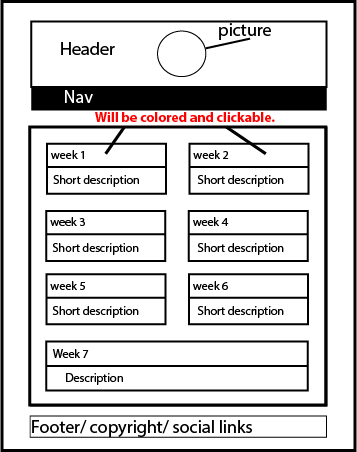 picture
Header
Nav
Will be colored and clickable.
week 1
week 2
Short description
Short description
week 3
week 4
Short description
Short description
week 5
week 6
Short description
Short description
Week 7
Description
Footer/ copyright/ social links